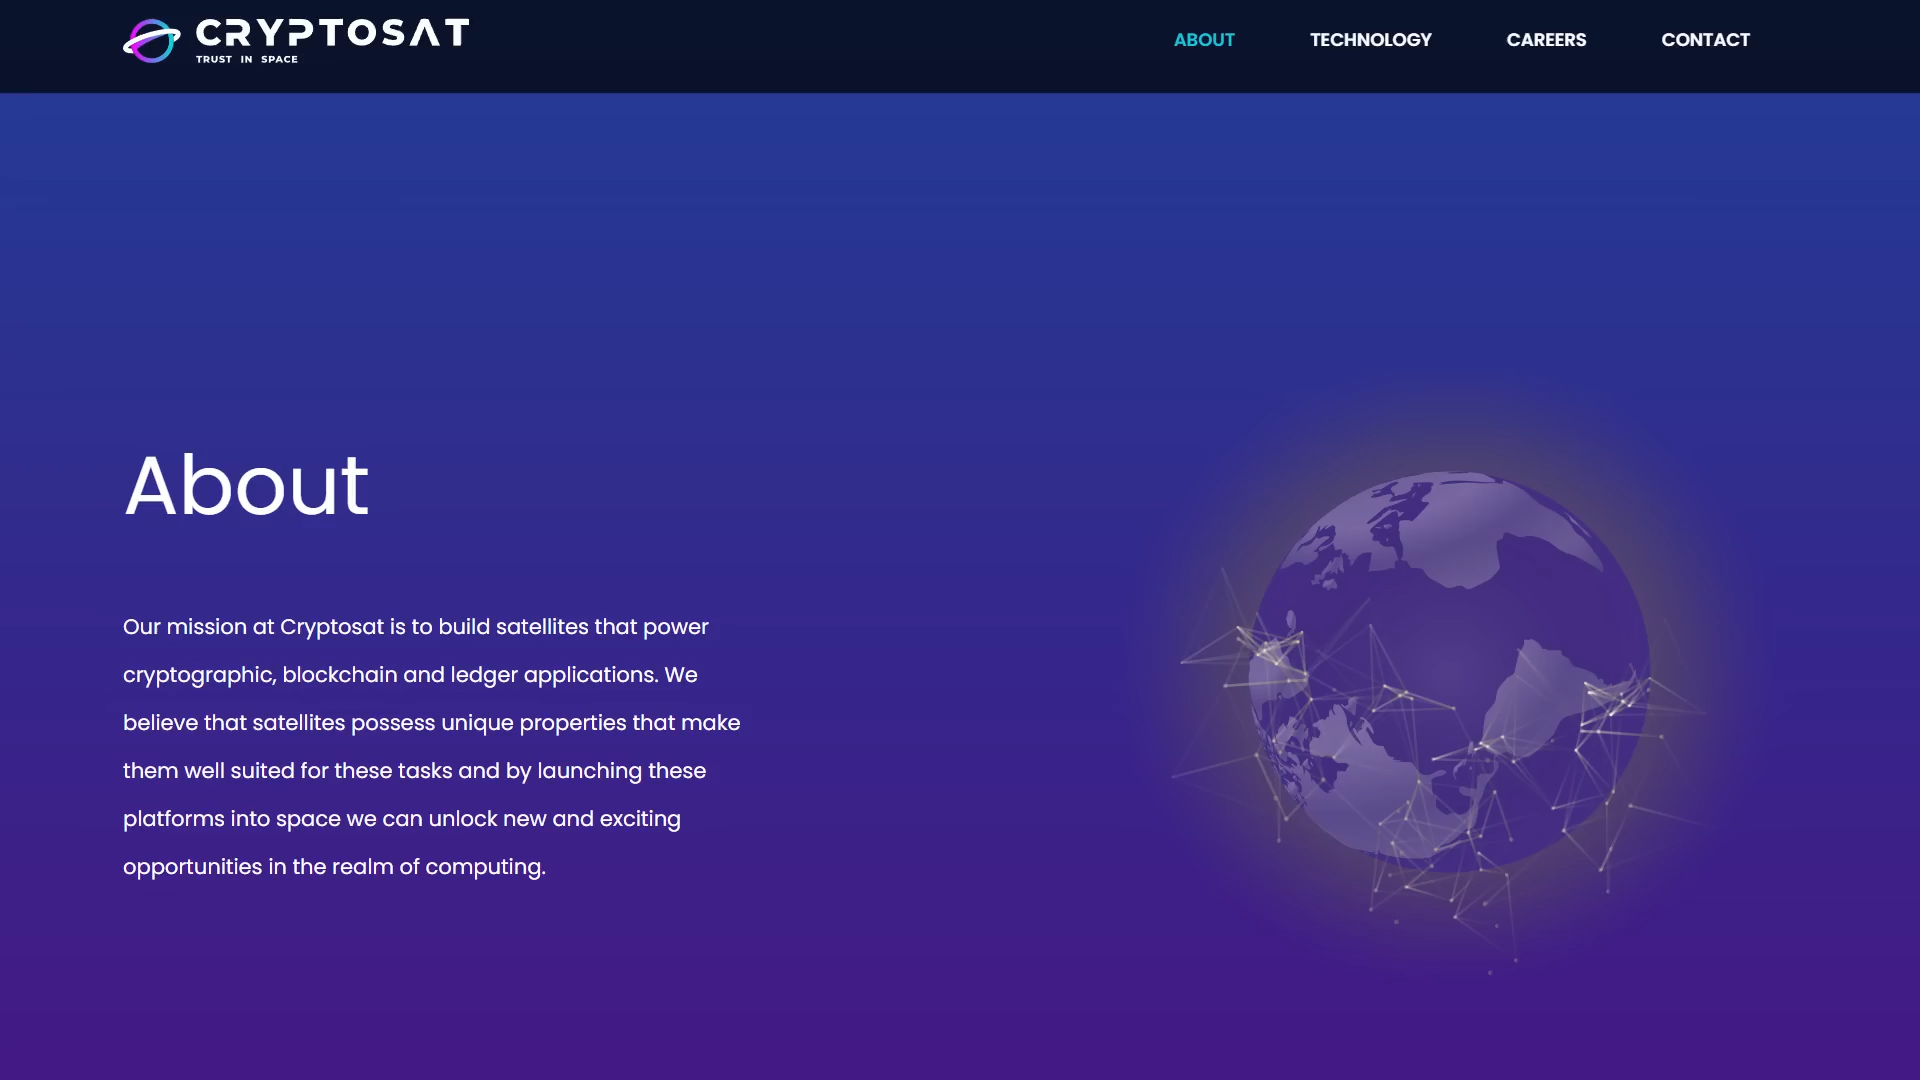 CRYPTOSAT
TRUST IN SPACE
ABOUT
TECHNOLOGY
CAREERS
CONTACT
About
Our mission at Cryptosat is to build satellites that power
cryptographic, blockchain and ledger applications. We
believe that satellites possess unique properties that make
them well suited for these tasks and by launching these
platforms into space we can unlock new and exciting
opportunities in the realm of computing.